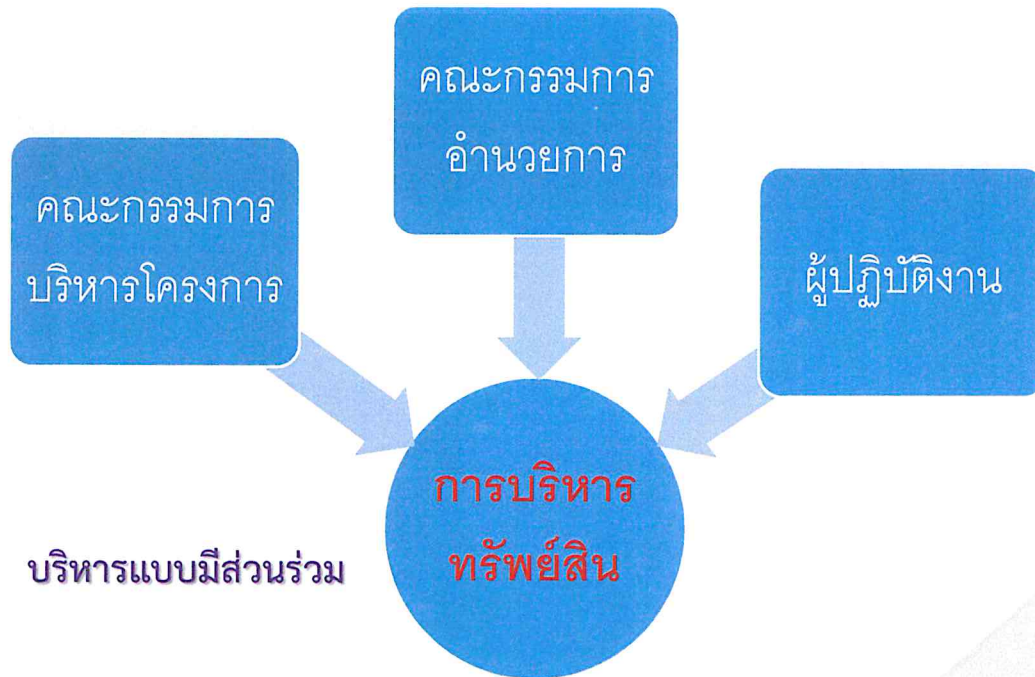 คณะกรรมการ
อำนวยการ
คณะกรรมการ
บริหารโครงการ
ผู้ปฏิบัติงาน
การบริหาร
ทรัพย์สิน
บริหารแบบมีส่วนร่วม